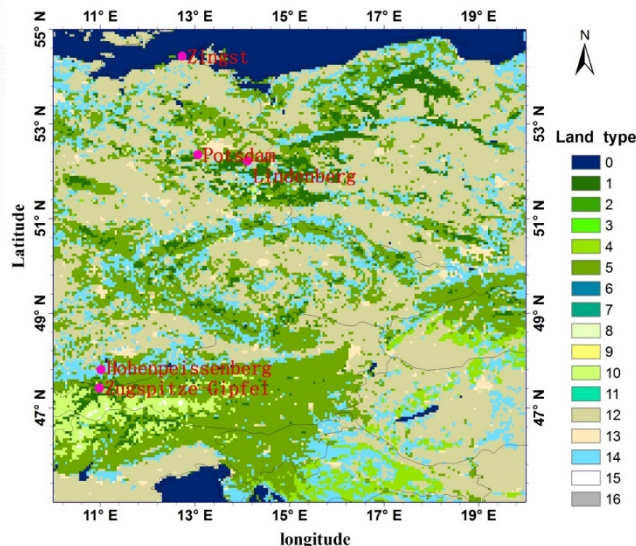 55° N
53° N
51° N
49° N
47° N
Latitude
11° E 13° E 15° E 17° E 19° E
longitude
Zingst
Potsdam
Lindenberg
Hohenpeissenberg
Zugspitze-Gipfel
N
Land type
0
1
2
3
4
5
6
7
8
9
10
11
12
13
14
15
16